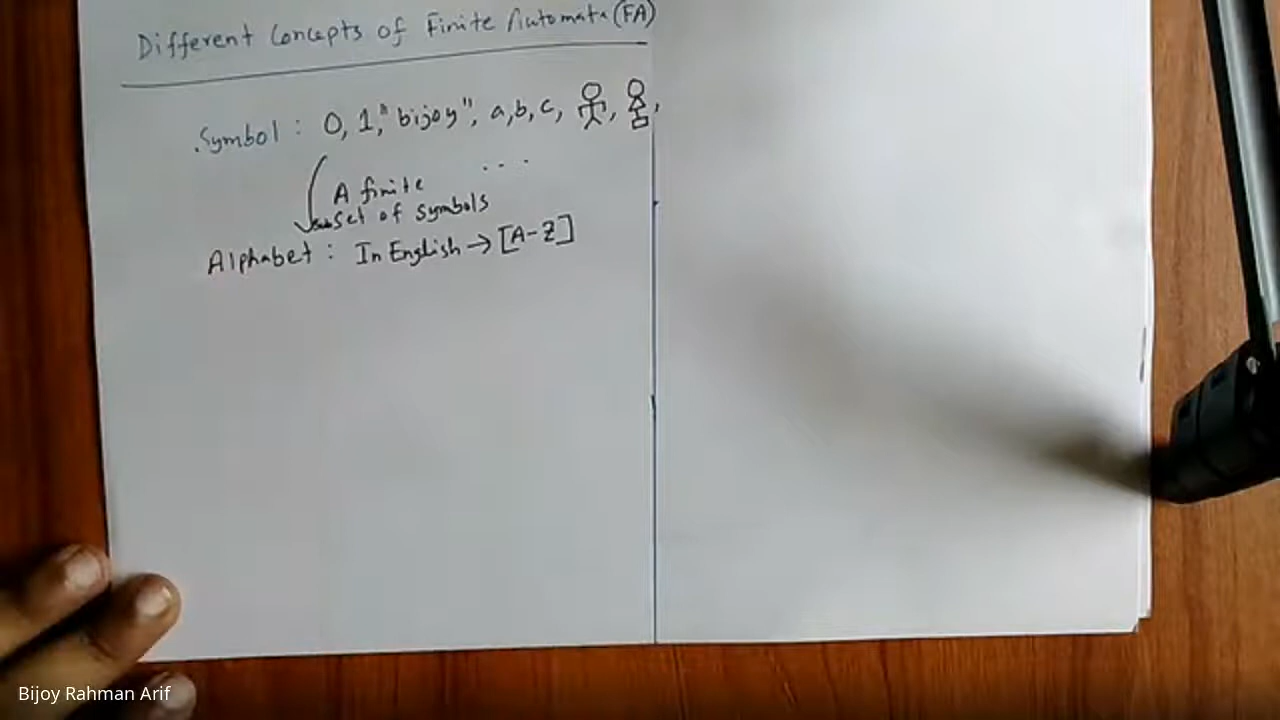 Different Concepts of Finite Automata (FA)
Symbol : 0, 1, "bijoy", a, b, c, , ,
...
A finite
set of symbols
Alphabet : In English → [A-Z]
Bijoy Rahman Arif